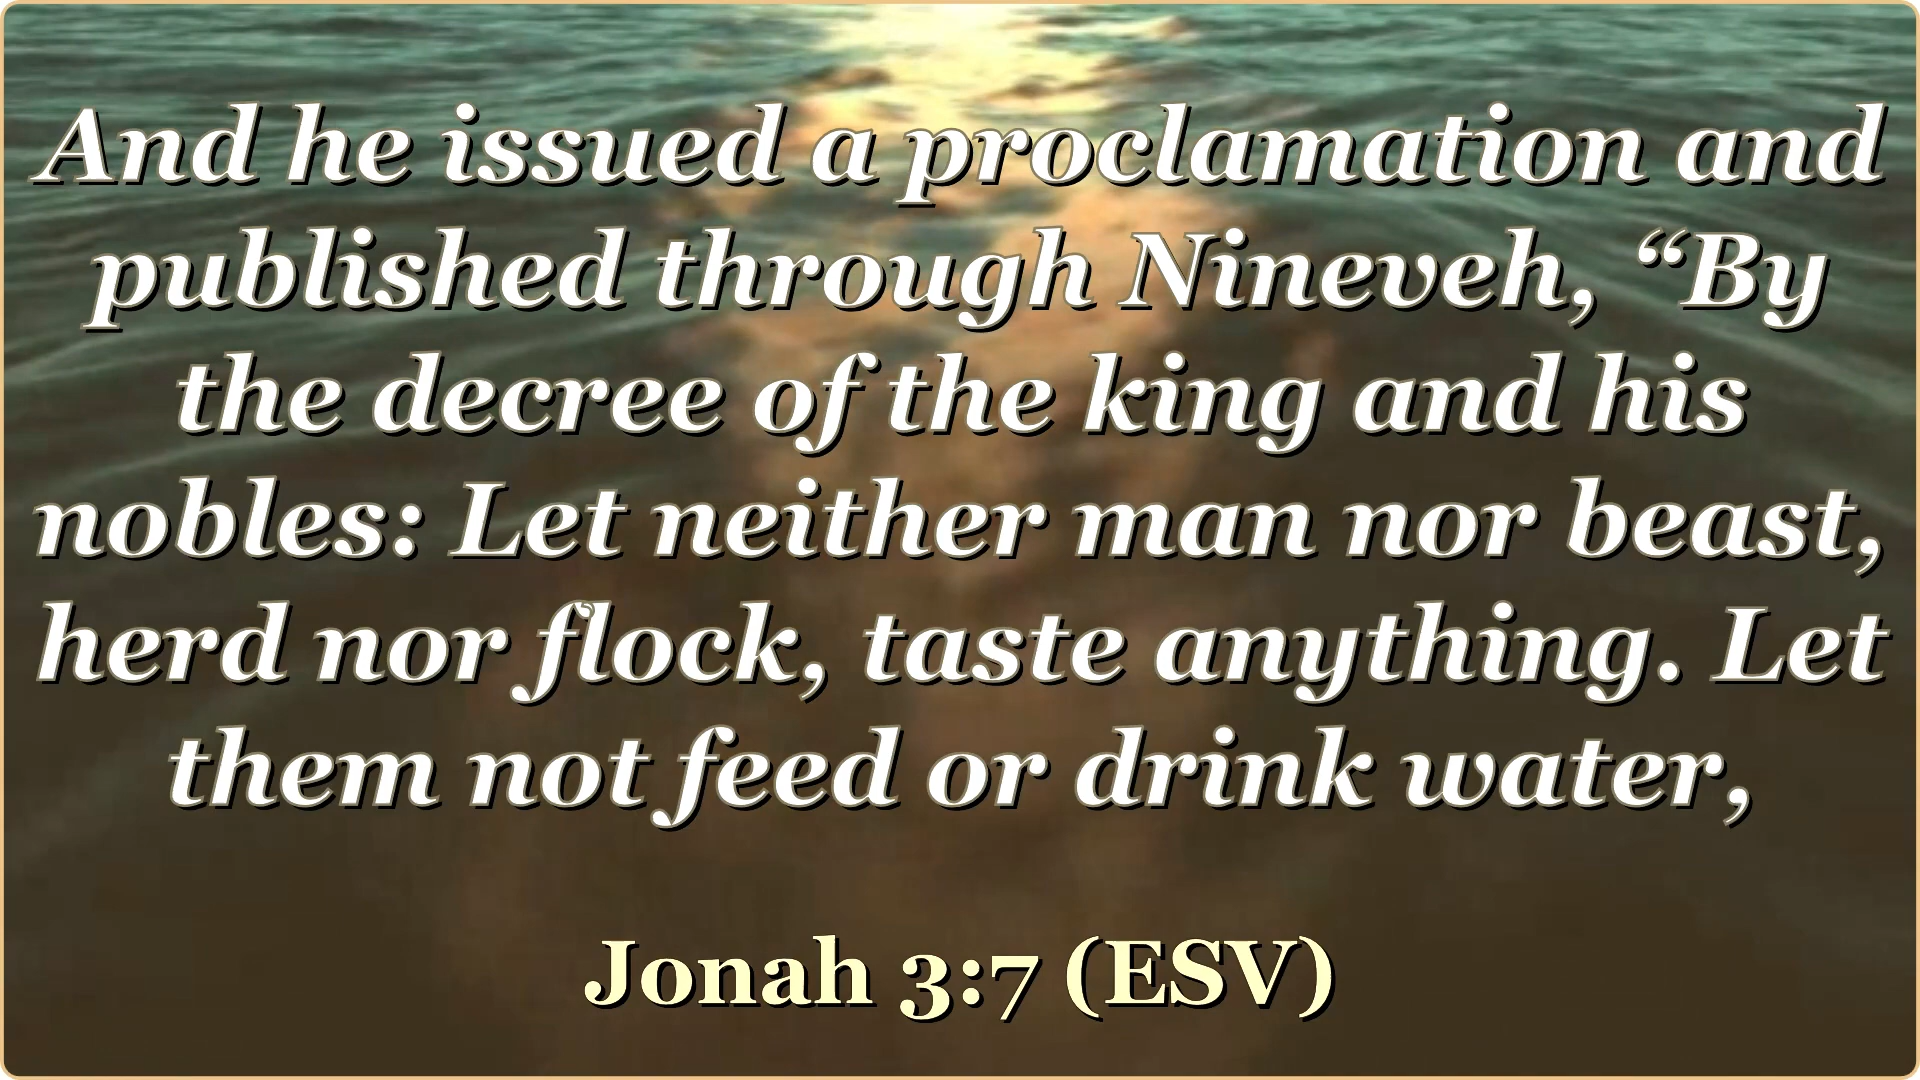 And he issued a proclamation and
published through Nineveh, “By
the decree of the king and his
nobles: Let neither man nor beast,
herd nor flock, taste anything. Let
them not feed or drink water,
Jonah 3:7 (ESV)